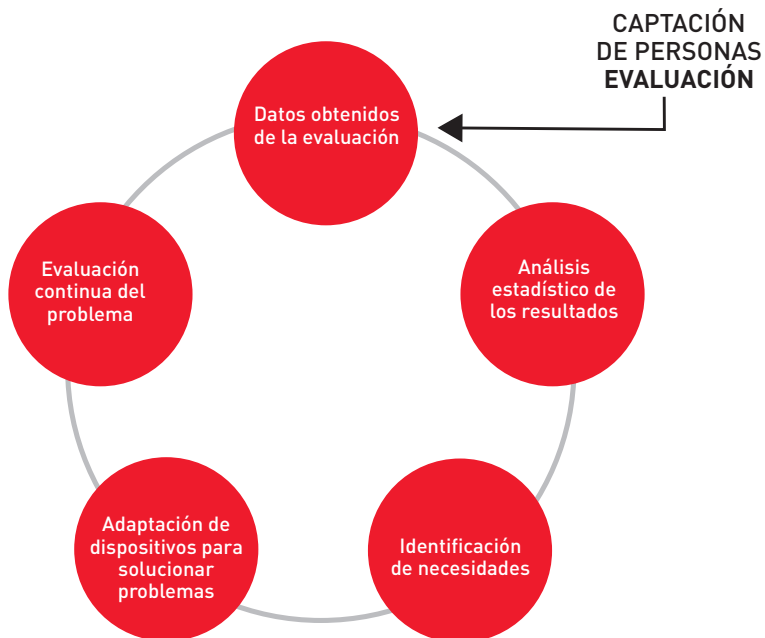 CAPTACIÓN
DE PERSONAS
EVALUACIÓN
Datos obtenidos
de la evaluación
Análisis
estadístico de
los resultados
Identificación
de necesidades
Adaptación de
dispositivos para
solucionar
problemas
Evaluación
continua del
problema